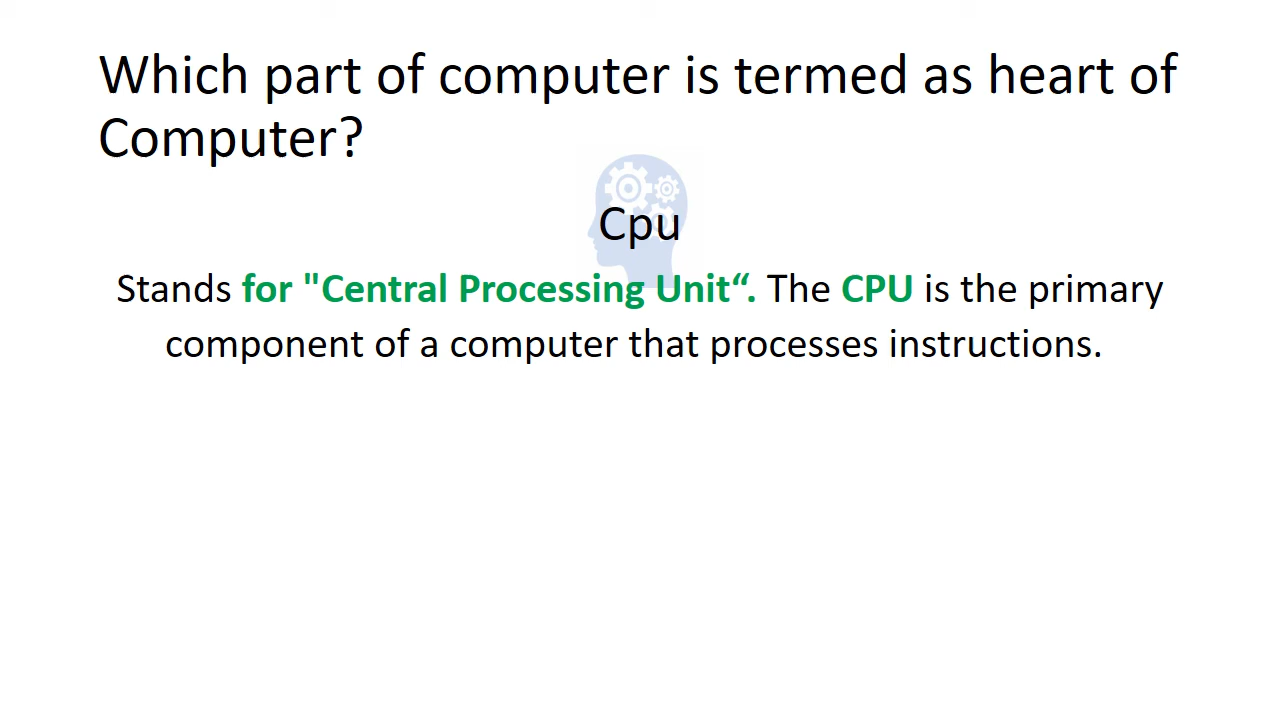 Which part of computer is termed as heart of
Computer?
Cpu
Stands for "Central Processing Unit“. The CPU is the primary
component of a computer that processes instructions.